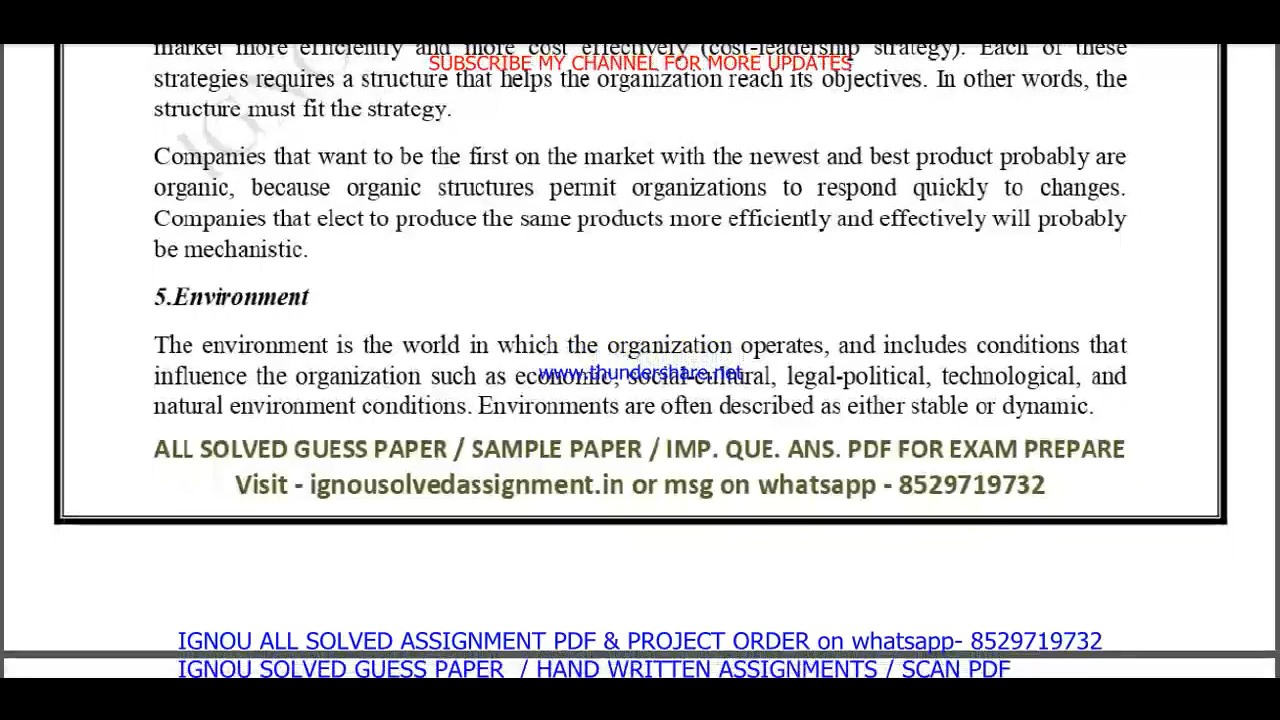 market more efficiently and more cost effectively (cost-leadership strategy). Each of these
SUBSCRIBE MY CHANNEL FOR MORE UPDATES
strategies requires a structure that helps the organization reach its objectives. In other words, the
structure must fit the strategy.
Companies that want to be the first on the market with the newest and best product probably are
organic, because organic structures permit organizations to respond quickly to changes.
Companies that elect to produce the same products more efficiently and effectively will probably
be mechanistic.
5.Environment
The environment is the world in which the organization operates, and includes conditions that
influence the organization such as economic, social-cultural, legal-political, technological, and
www.thundershare.net
natural environment conditions. Environments are often described as either stable or dynamic.
ALL SOLVED GUESS PAPER / SAMPLE PAPER / IMP. QUE. ANS. PDF FOR EXAM PREPARE
Visit - ignousolvedassignment.in or msg on whatsapp - 8529719732
IGNOU ALL SOLVED ASSIGNMENT PDF & PROJECT ORDER on whatsapp- 8529719732
IGNOU SOLVED GUESS PAPER / HAND WRITTEN ASSIGNMENTS / SCAN PDF